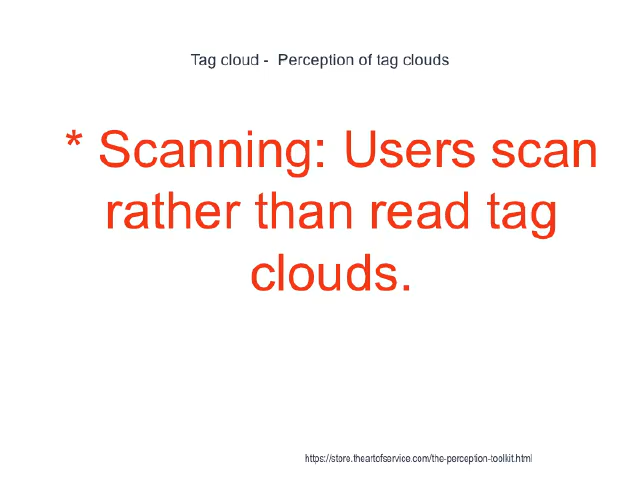 Tag cloud -  Perception of tag clouds
* Scanning: Users scan
rather than read tag
clouds.
https://store.theartofservice.com/the-perception-toolkit.html